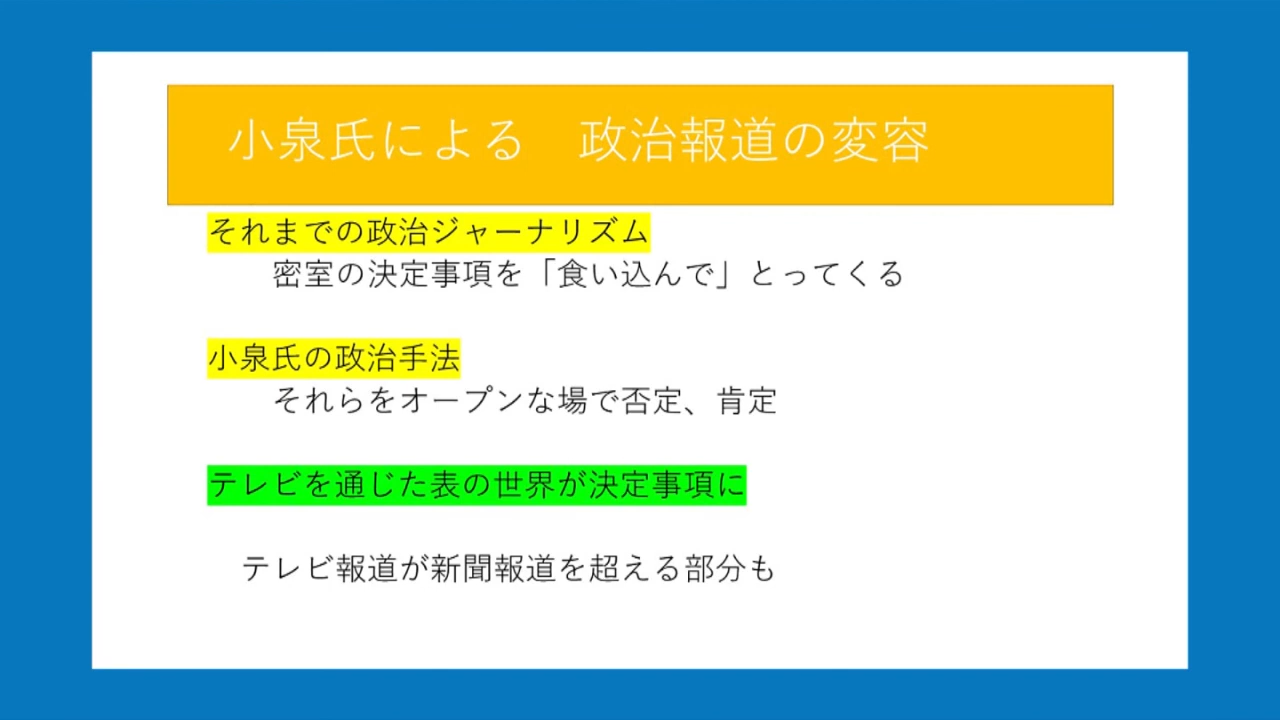 小泉氏による　政治報道の変容
それまでの政治ジャーナリズム
密室の決定事項を「食い込んで」とってくる
小泉氏の政治手法
それらをオープンな場で否定、肯定
テレビを通じた表の世界が決定事項に
テレビ報道が新聞報道を超える部分も